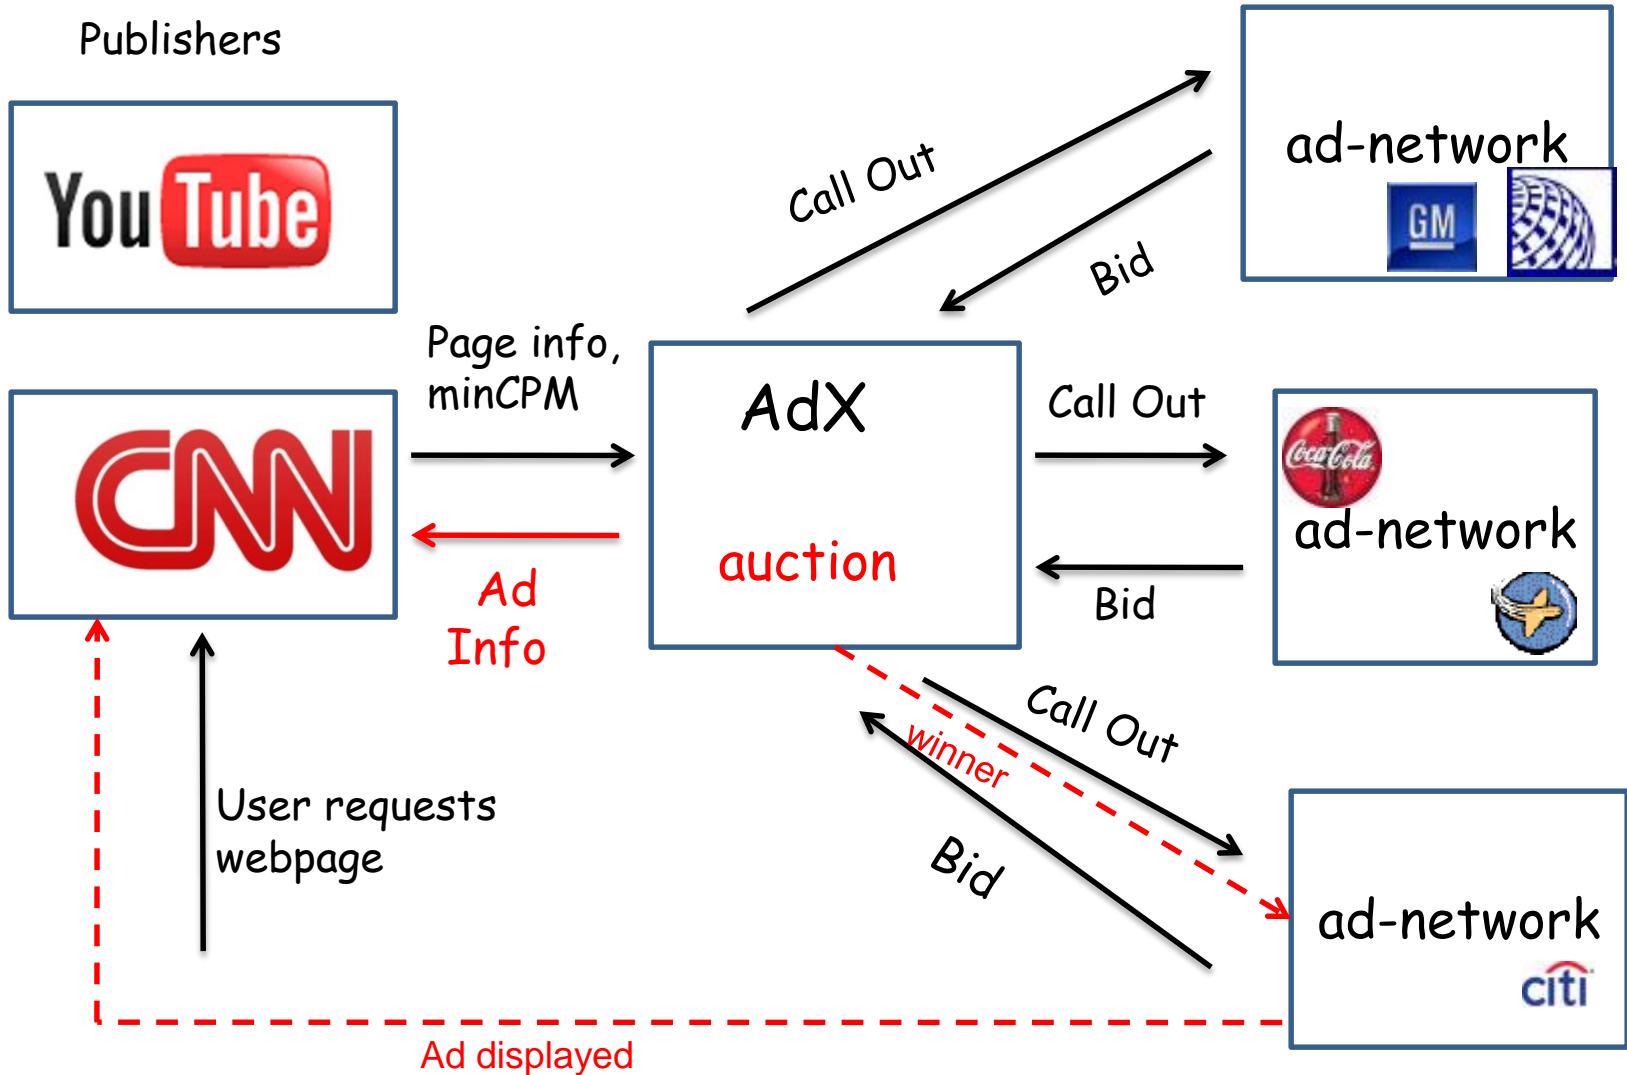 Publishers
YouTube
CNN
Page info,
minCPM
Ad
Info
User requests
webpage
AdX
auction
Call Out
Bid
ad-network
GM
Call Out
Bid
Coca-Cola
ad-network
Call Out
winner
Bid
ad-network
citi
Ad displayed